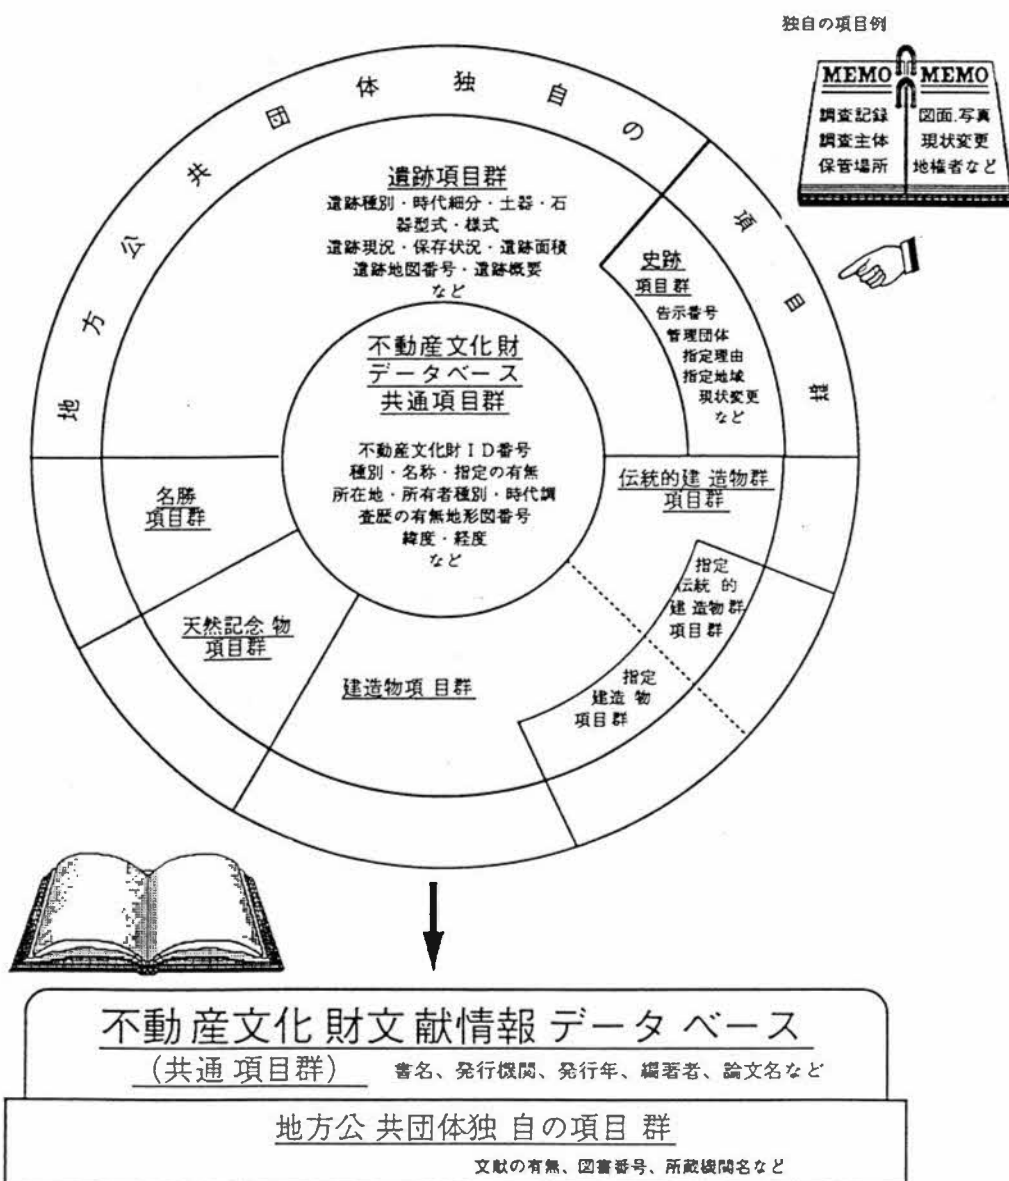 独自の項目例
MEMO
調査記録
調査主体
保管場所
MEMO
図面.写真
現状変更
地権者など
地方公共団体独自の項目群
遺跡項目群
遺跡種別・時代細分・土器・石
器型式・様式
遺跡現況・保存状況・遺跡面積
遺跡地図番号・遺跡概要
など
史跡
項目群
告示番号
管理団体
指定理由
指定地域
現状変更
など
不動産文化財
データベース
共通項目群
不動産文化財ID番号
種別・名称・指定の有無
所在地・所有者種別・時代調
査歴の有無地形図番号
緯度・経度
など
伝統的建造物群
項目群
指定
伝統的
建造物群
項目群
指定
建造物
項目群
建造物項目群
天然記念物
項目群
名勝
項目群
不動産文化財文献情報データベース
(共通項目群)　書名、発行機関、発行年、編著者、論文名など
地方公共団体独自の項目群
文献の有無、図書番号、所蔵機関名など